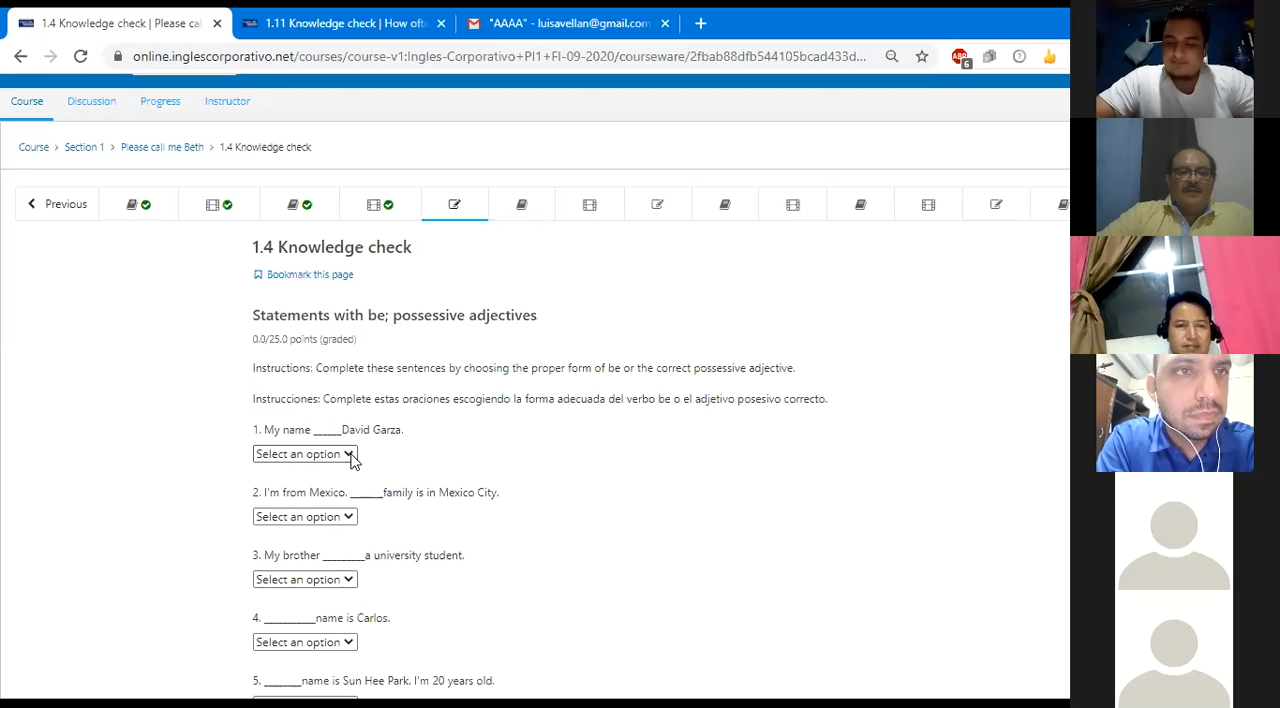 1.4 Knowledge check | Please cal
1.11 Knowledge check | How oft
"AAAA" - luisavellan@gmail.com
online.inglescorporativo.net/courses/course-v1:Ingles-Corporativo+PI1+FI-09-2020/courseware/2fbab88dfb544105bcad433d...
6
Course
Discussion
Progress
Instructor
Course > Section 1 > Please call me Beth > 1.4 Knowledge check
Previous
1.4 Knowledge check
Bookmark this page
Statements with be; possessive adjectives
0.0/25.0 points (graded)
Instructions: Complete these sentences by choosing the proper form of be or the correct possessive adjective.
Instrucciones: Complete estas oraciones escogiendo la forma adecuada del verbo be o el adjetivo posesivo correcto.
1. My name ______David Garza.
Select an option
2. I'm from Mexico. _______family is in Mexico City.
Select an option
3. My brother _________a university student.
Select an option
4. ___________name is Carlos.
Select an option
5. ________name is Sun Hee Park. I'm 20 years old.